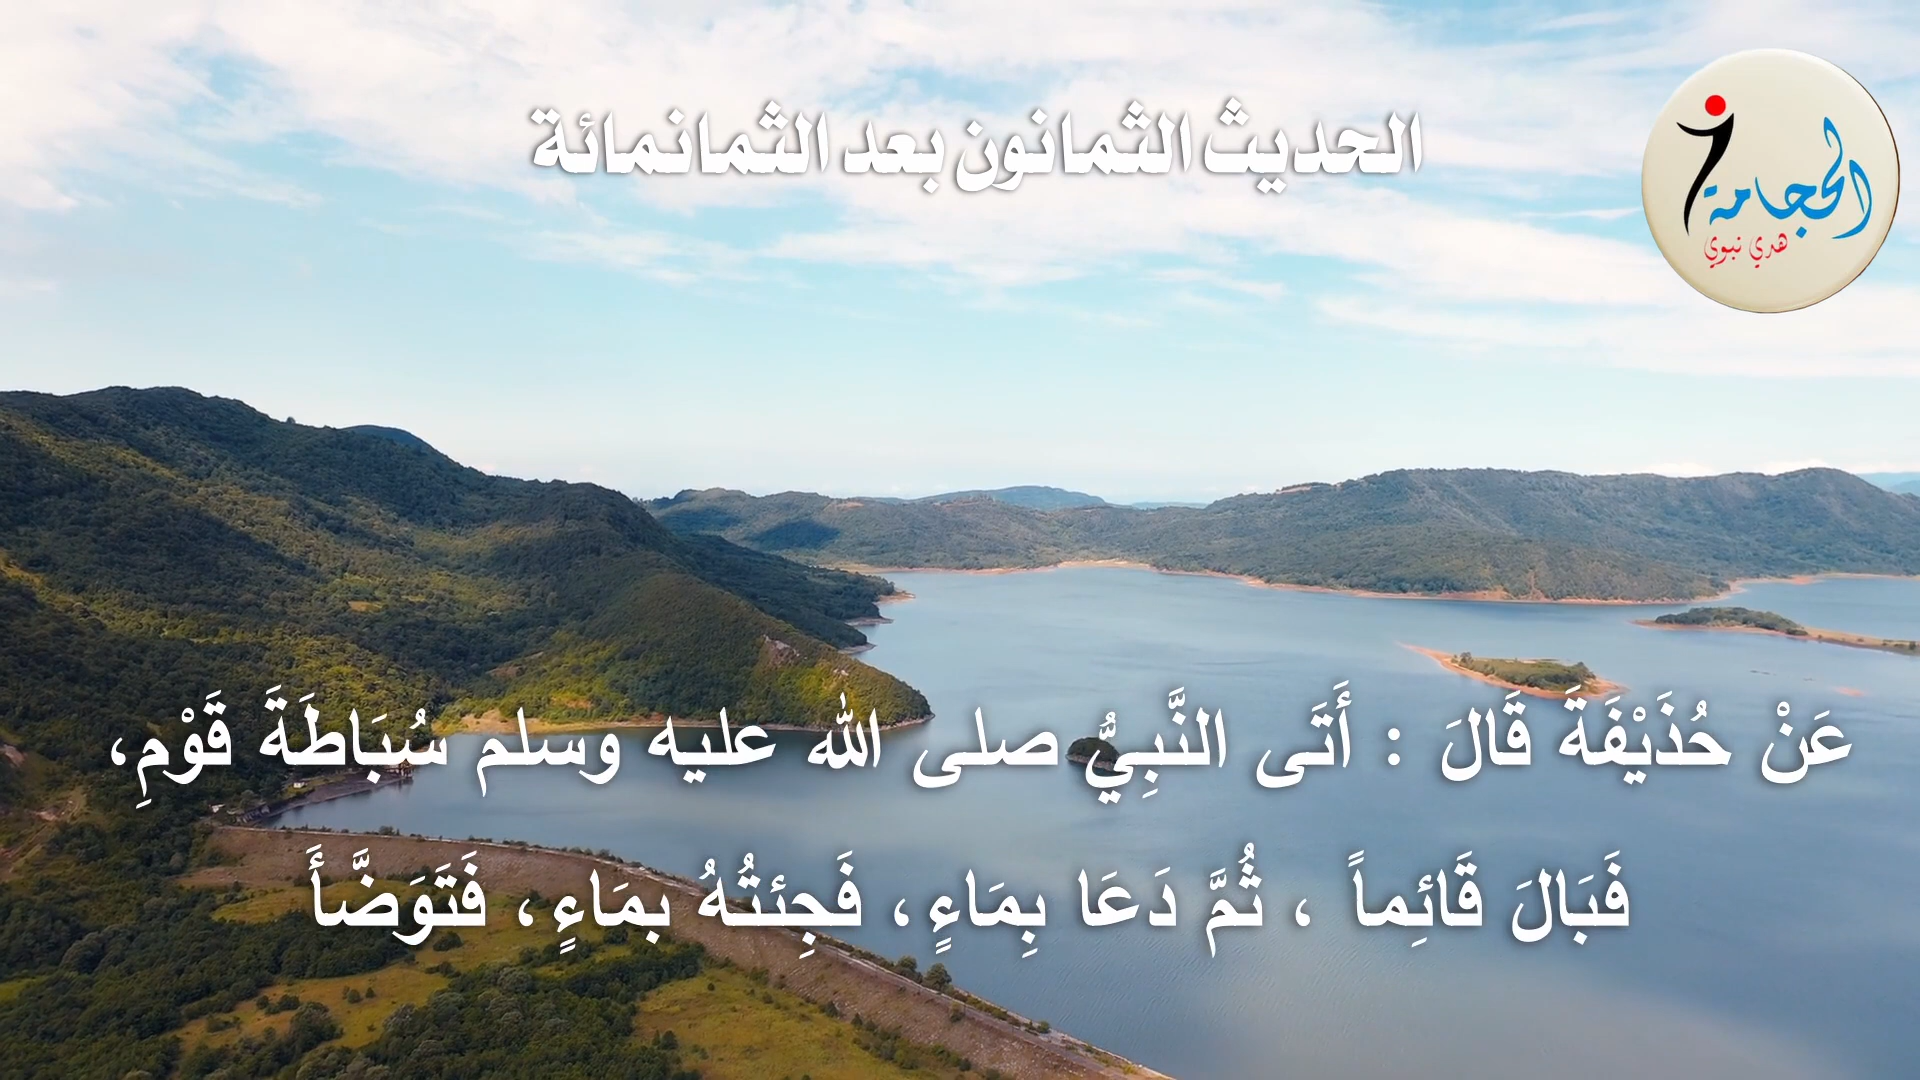 الحديث الثمانون بعد الثمانمائة
الحجامة
هدي نبوي
عَنْ حُذَيْفَةَ قَالَ : أَتَى النَّبِيُّ صلى الله عليه وسلم سُبَاطَةَ قَوْمِ،
فَبَالَ قَائِماً ، ثُمَّ دَعَا بِمَاءٍ، فَجِئتُهُ بمَاءٍ، فَتَوَضَّأَ